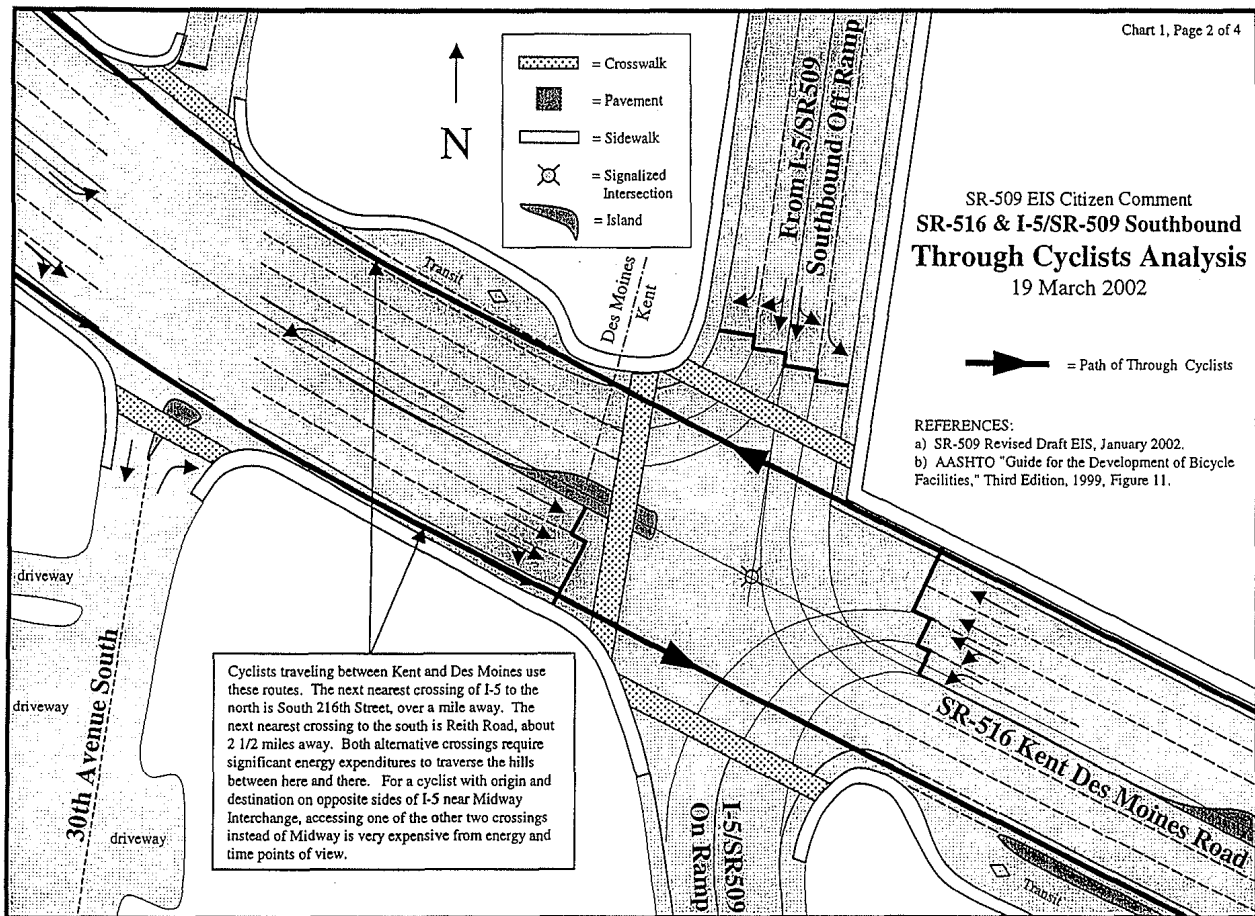 Chart 1, Page 2 of 4
= Crosswalk
= Pavement
= Sidewalk
= Signalized
Intersection
= Island
N
From I-5/SR509
Southbound Off Ramp
SR-509 EIS Citizen Comment
SR-516 & I-5/SR-509 Southbound
Through Cyclists Analysis
19 March 2002
= Path of Through Cyclists
REFERENCES:
a) SR-509 Revised Draft EIS, January 2002.
b) AASHTO "Guide for the Development of Bicycle
Facilities," Third Edition, 1999, Figure 11.
Transit
Des Moines
Kent
driveway
driveway
driveway
30th Avenue South
Cyclists traveling between Kent and Des Moines use
these routes. The next nearest crossing of I-5 to the
north is South 216th Street, over a mile away. The
next nearest crossing to the south is Reith Road, about
2 1/2 miles away. Both alternative crossings require
significant energy expenditures to traverse the hills
between here and there. For a cyclist with origin and
destination on opposite sides of I-5 near Midway
Interchange, accessing one of the other two crossings
instead of Midway is very expensive from energy and
time points of view.
I-5/SR509
On Ramp
SR-516 Kent Des Moines Road
Transit